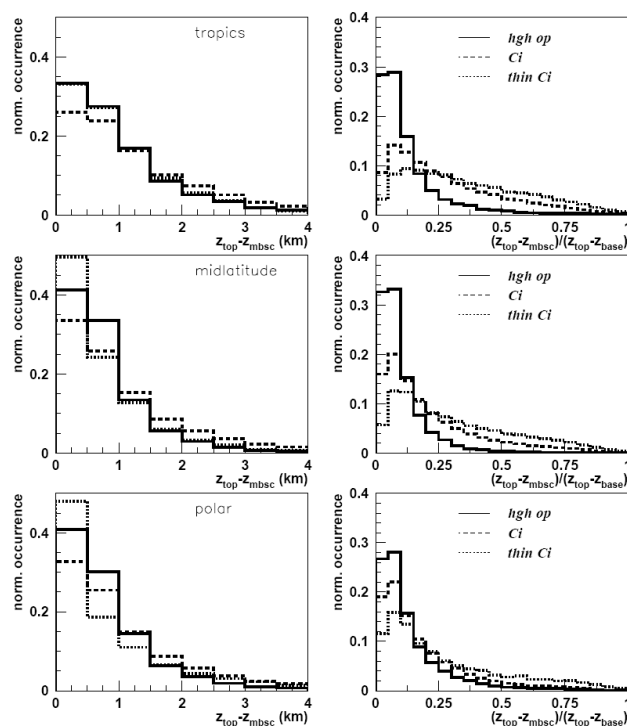 tropics
norm. occurrence
0.4
0.2
0
0 1 2 3 4
z_top-z_mbsc (km)
hgh op
Ci
thin Ci
norm. occurrence
0.4
0.3
0.2
0.1
0
0 0.25 0.5 0.75 1
(z_top-z_mbsc)/(z_top-z_base)
midlatitude
norm. occurrence
0.4
0.2
0
0 1 2 3 4
z_top-z_mbsc (km)
hgh op
Ci
thin Ci
norm. occurrence
0.4
0.3
0.2
0.1
0
0 0.25 0.5 0.75 1
(z_top-z_mbsc)/(z_top-z_base)
polar
norm. occurrence
0.4
0.2
0
0 1 2 3 4
z_top-z_mbsc (km)
hgh op
Ci
thin Ci
norm. occurrence
0.4
0.3
0.2
0.1
0
0 0.25 0.5 0.75 1
(z_top-z_mbsc)/(z_top-z_base)